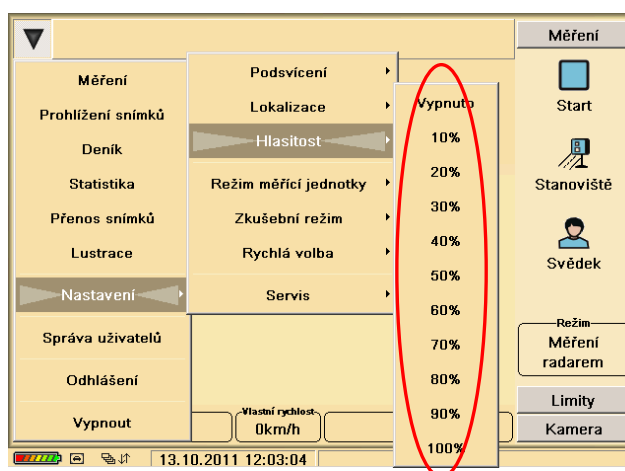 Měření
Prohlížení snímků
Deník
Statistika
Přenos snímků
Lustrace
Nastavení
Správa uživatelů
Odhlášení
Vypnout
Podsvícení
Lokalizace
Hlasitost
Režim měřící jednotky
Zkušební režim
Rychlá volba
Servis
Vypnuto
10%
20%
30%
40%
50%
60%
70%
80%
90%
100%
Měření
Start
Stanoviště
Svědek
Režim
Měření
radarem
Limity
Kamera
Vlastní rychlost
0km/h
13.10.2011 12:03:04